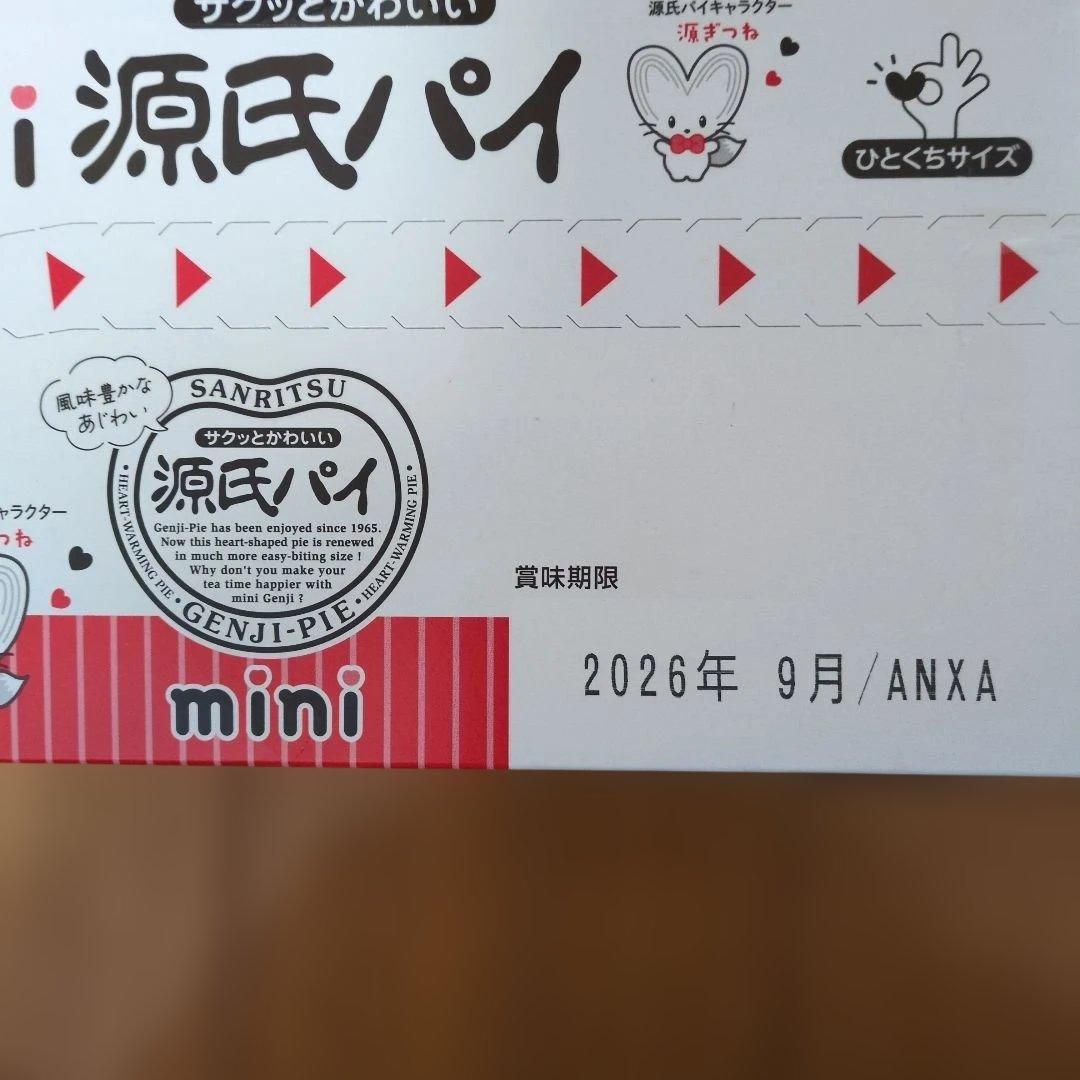 サクッとかわいい
源氏パイキャラクター
源ぎつね
i 源氏パイ
ひとくちサイズ
風味豊かな
あじわい
SANRITSU
サクッとかわいい
源氏パイ
Genji-Pie has been enjoyed since 1965.
Now this heart-shaped pie is renewed
in much more easy-biting size !
Why don't you make your
tea time happier with
mini Genji ?
・HEART-WARMING PIE・
GENJI-PIE
・HEART-WARMING PIE・
mini
ャラクター
つね
賞味期限
2026年 9月/ANXA